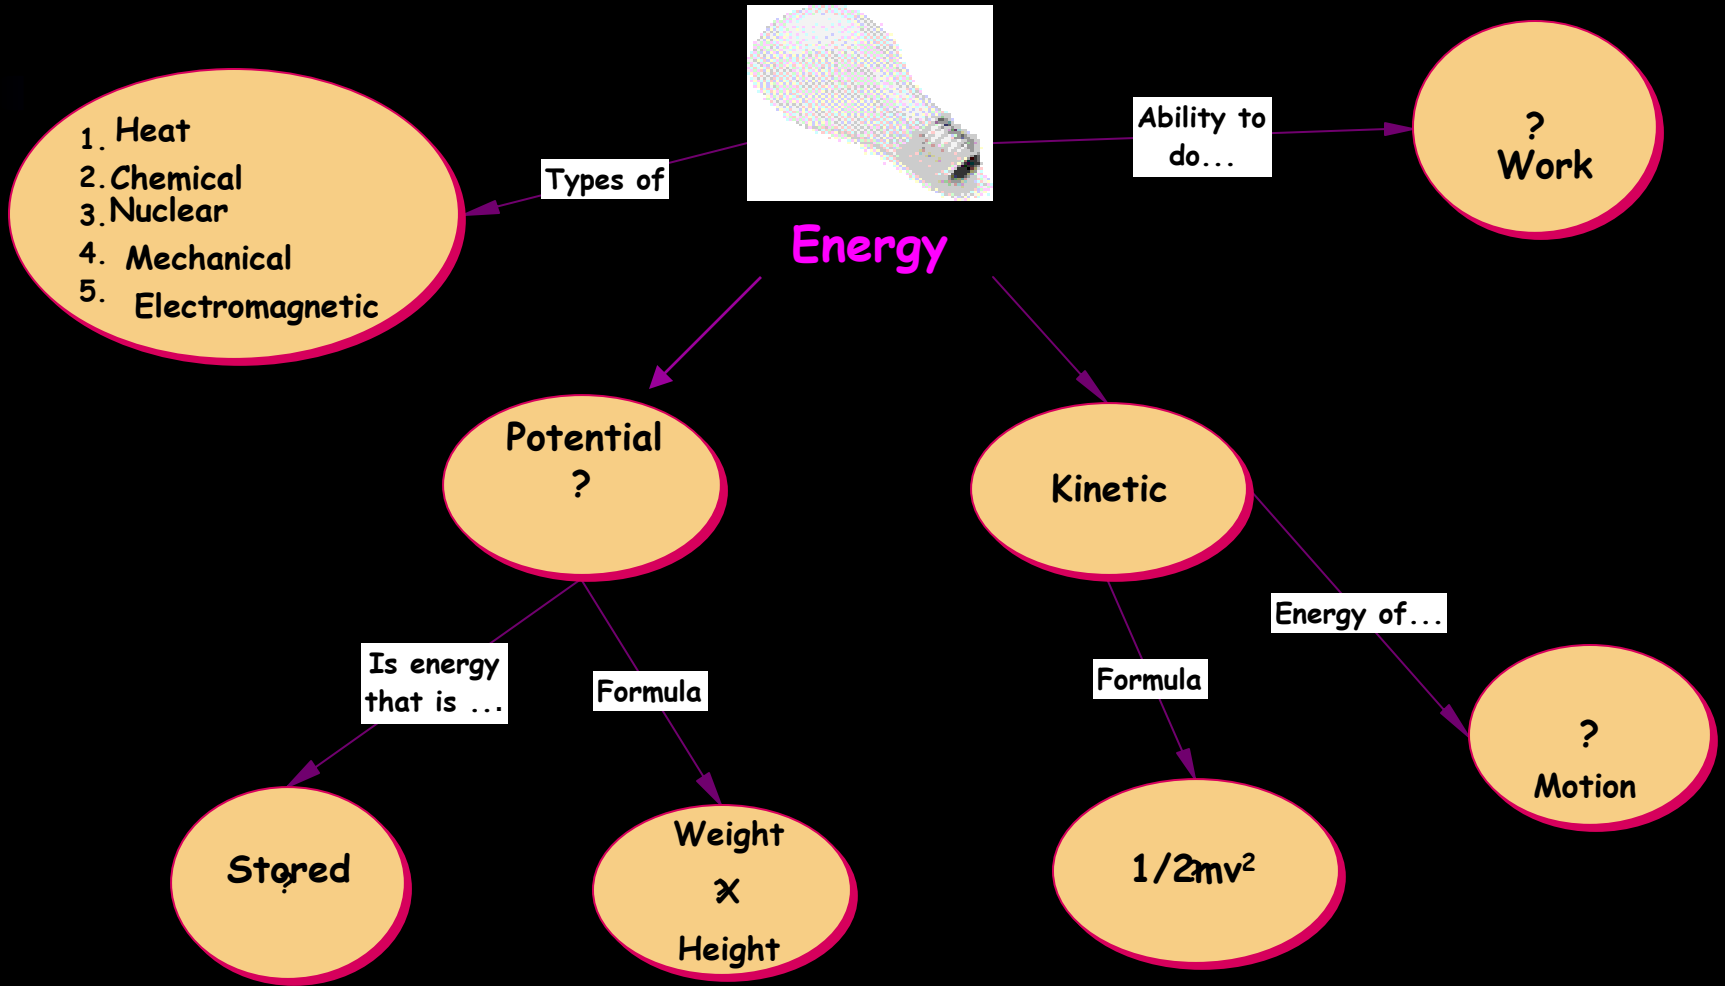 Ability to
do...
?
Work
1. Heat
2. Chemical
3. Nuclear
4. Mechanical
5. Electromagnetic
Types of
Energy
Potential
?
Kinetic
Is energy
that is ...
Formula
Formula
Energy of...
Stored
?
Weight
X
?
Height
1/2mv²
?
?
Motion